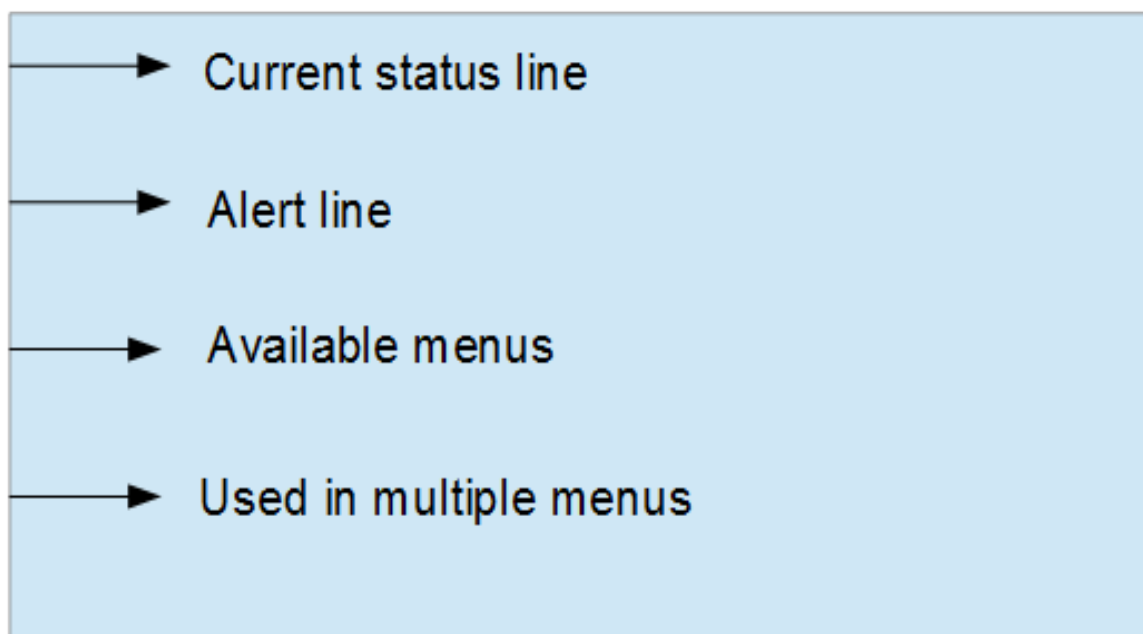 Current status line
Alert line
Available menus
Used in multiple menus